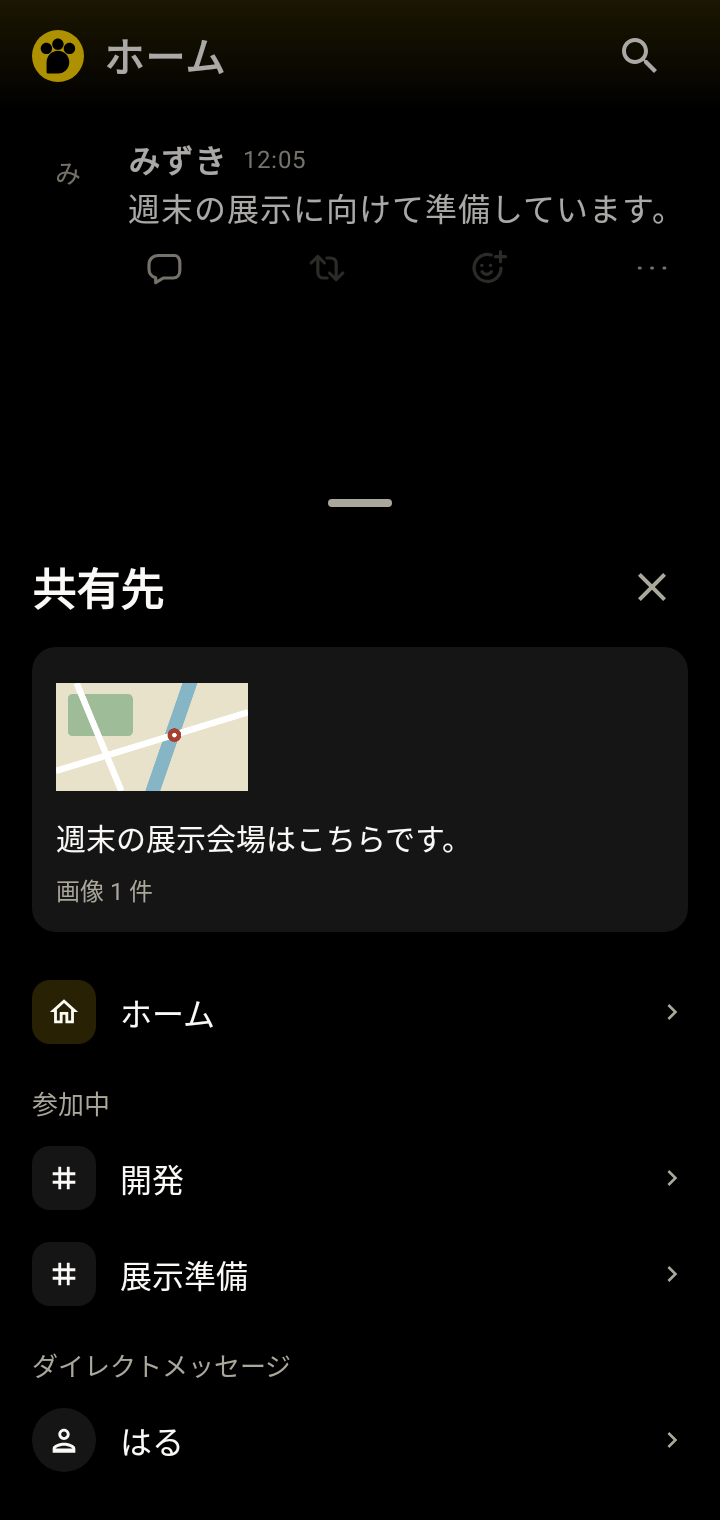 ホーム
み
みずき 12:05
週末の展示に向けて準備しています。
共有先
週末の展示会場はこちらです。
画像 1 件
ホーム
参加中
開発
展示準備
ダイレクトメッセージ
はる